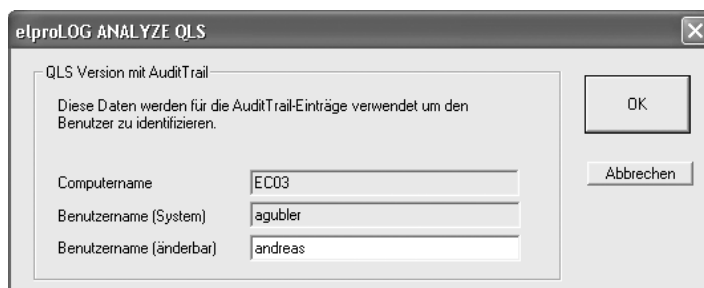 elproLOG ANALYZE QLS
QLS Version mit AuditTrail
Diese Daten werden für die AuditTrail-Einträge verwendet um den
Benutzer zu identifizieren.
OK
Abbrechen
Computername EC03
Benutzername (System) agubler
Benutzername (änderbar) andreas